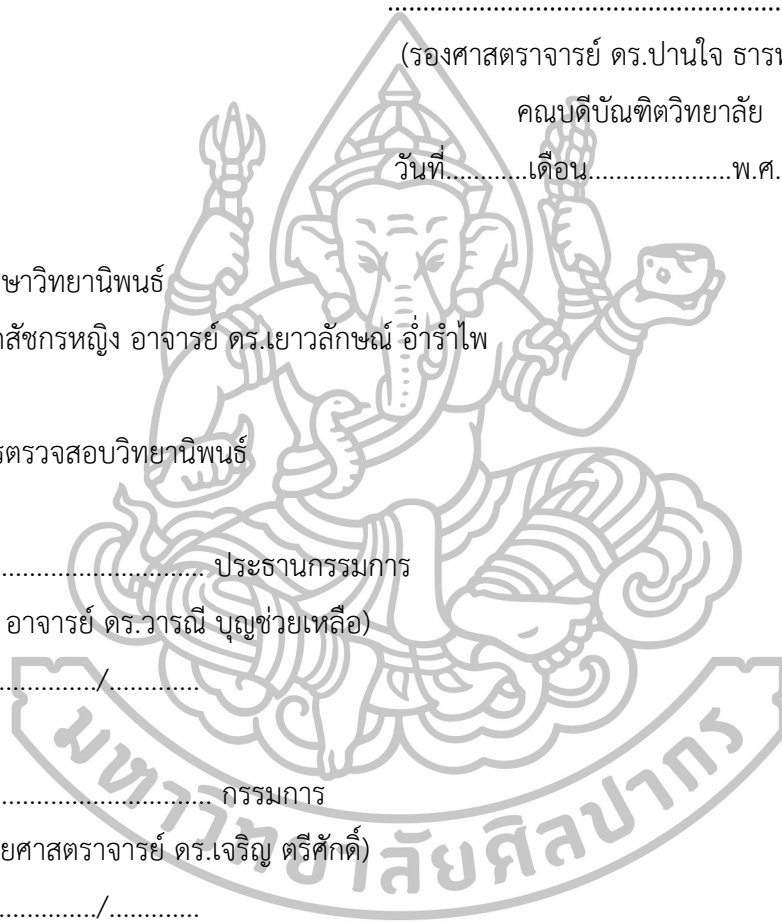 ....................................................
(รองศาสตราจารย์ ดร.ปานใจ
คณบดีบัณฑิตวิทยาลัย
วันที่............เดือน.....................พ.ศ.
ษาวิทยานิพนธ์
สัชกรหญิง อาจารย์ ดร.เยาวลักษณ์ อ่ำรำไพ
รตรวจสอบวิทยานิพนธ์
.............................. ประธานกรรมการ
อาจารย์ ดร.วารณี บุญช่วยเหลือ)
.............../.............
............................... กรรมการ
ยศาสตราจารย์ ดร.เจริญ ตรีศักดิ์)
.............../.............
มหาวิทยาลัยศิลปากร